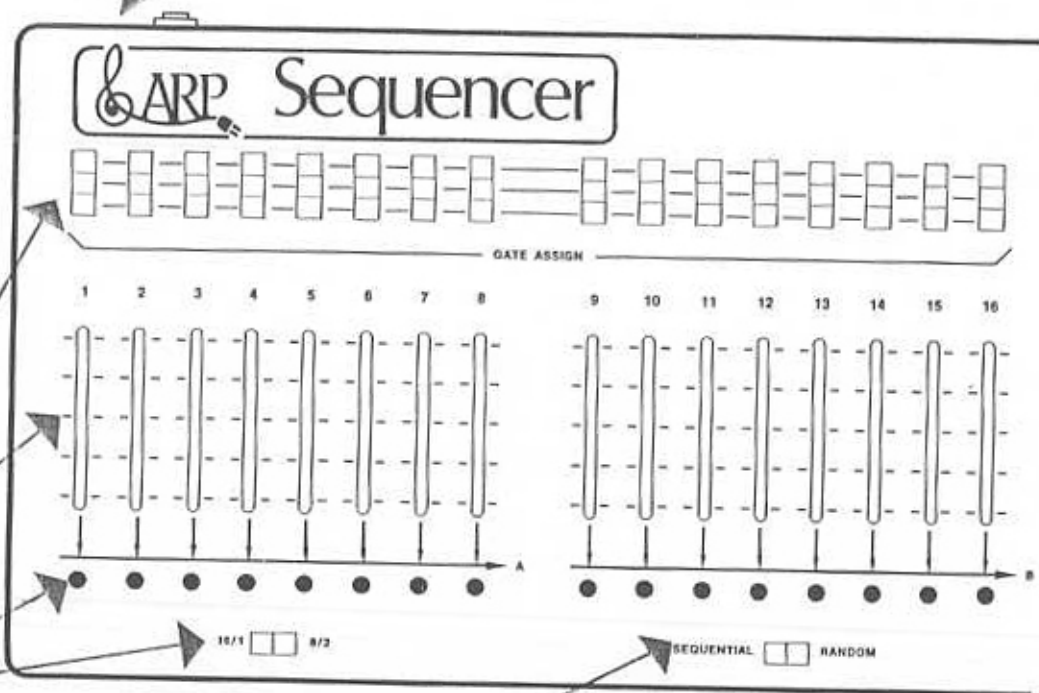 ARP Sequencer
GATE ASSIGN
1 2 3 4 5 6 7 8 9 10 11 12 13 14 15 16
A B
16/1 8/2 SEQUENTIAL RANDOM